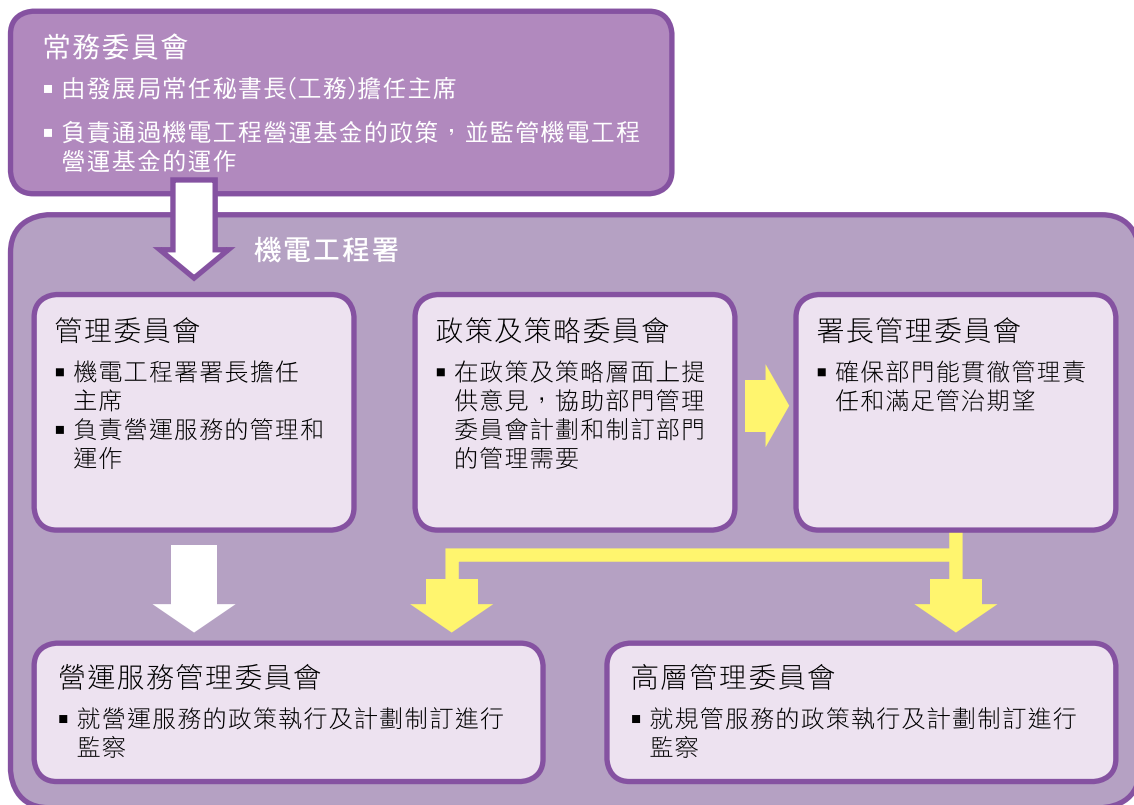 常務委員會
▪ 由發展局常任秘書長(工務)擔任主席
▪ 負責通過機電工程營運基金的政策，並監管機電工程
營運基金的運作
機電工程署
管理委員會
▪ 機電工程署署長擔任
主席
▪ 負責營運服務的管理和
運作
政策及策略委員會
▪ 在政策及策略層面上提
供意見，協助部門管理
委員會計劃和制訂部門
的管理需要
署長管理委員會
▪ 確保部門能貫徹管理責
任和滿足管治期望
營運服務管理委員會
▪ 就營運服務的政策執行及計劃制訂進行
監察
高層管理委員會
▪ 就規管服務的政策執行及計劃制訂進行
監察